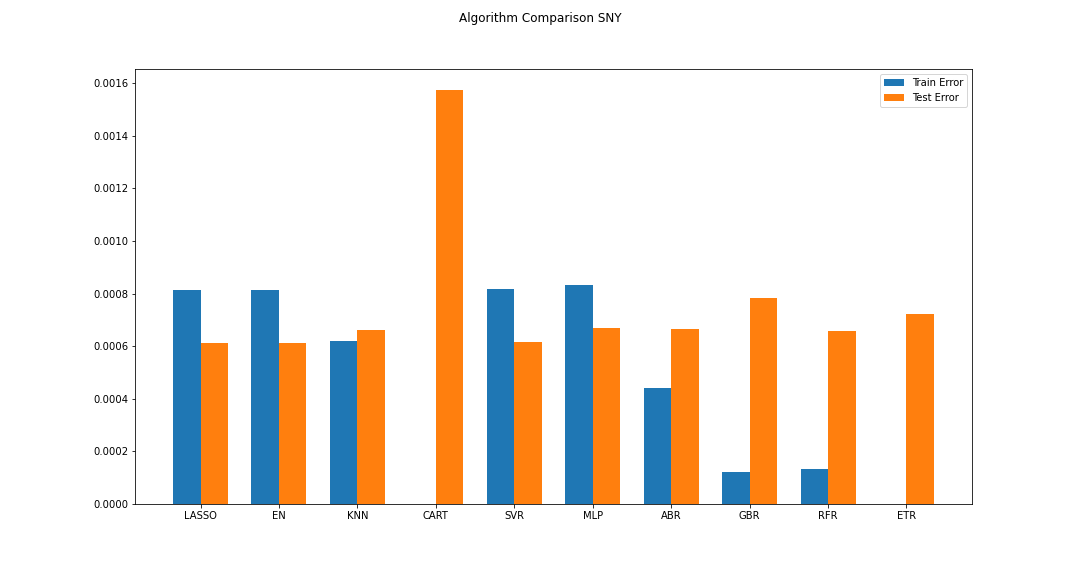 Algorithm Comparison SNY
Train Error
Test Error
0.0016
0.0014
0.0012
0.0010
0.0008
0.0006
0.0004
0.0002
0.0000
LASSO EN KNN CART SVR MLP ABR GBR RFR ETR